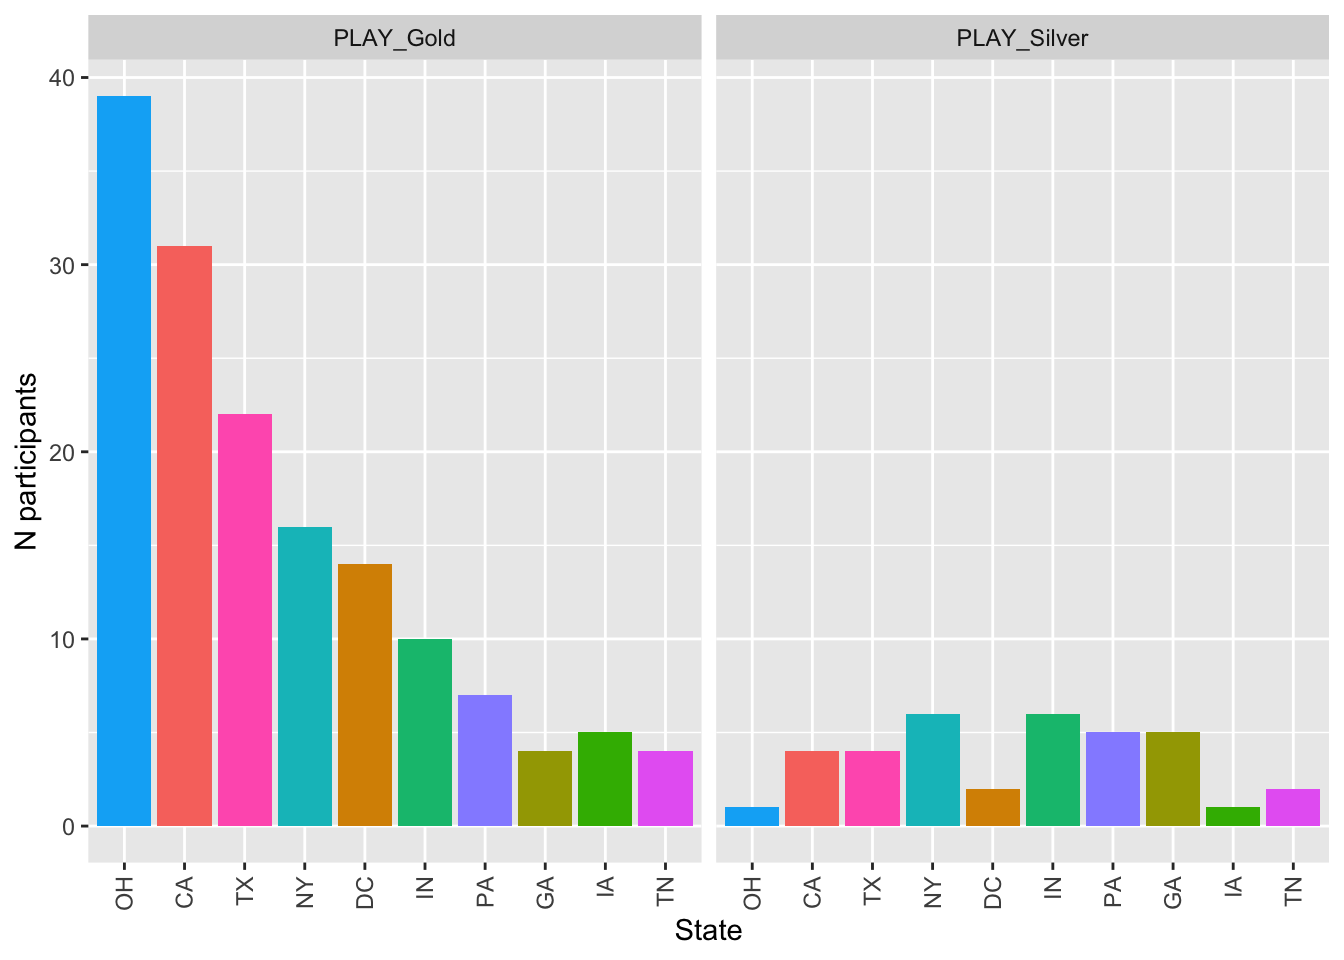 PLAY_Gold
PLAY_Silver
N participants
40
30
20
10
0
OH CA TX NY DC IN PA GA IA TN
OH CA TX NY DC IN PA GA IA TN
State